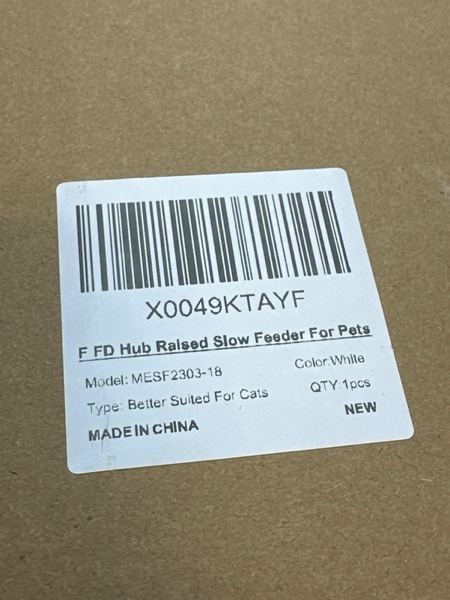 X0049KTAYF
F FD Hub Raised Slow Feeder For Pets
Model: MESF2303-18 Color:White
Type: Better Suited For Cats QTY:1pcs
MADE IN CHINA NEW